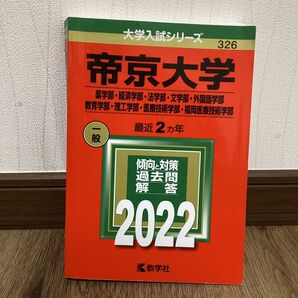 大学入試シリーズ
326
帝京大学
薬学部・経済学部・法学部・文学部・外国語学部
教育学部・理工学部・医療技術学部・福岡医療技術学部
一般
最近2カ年
傾向と対策
過去問
解答
2022
教学社